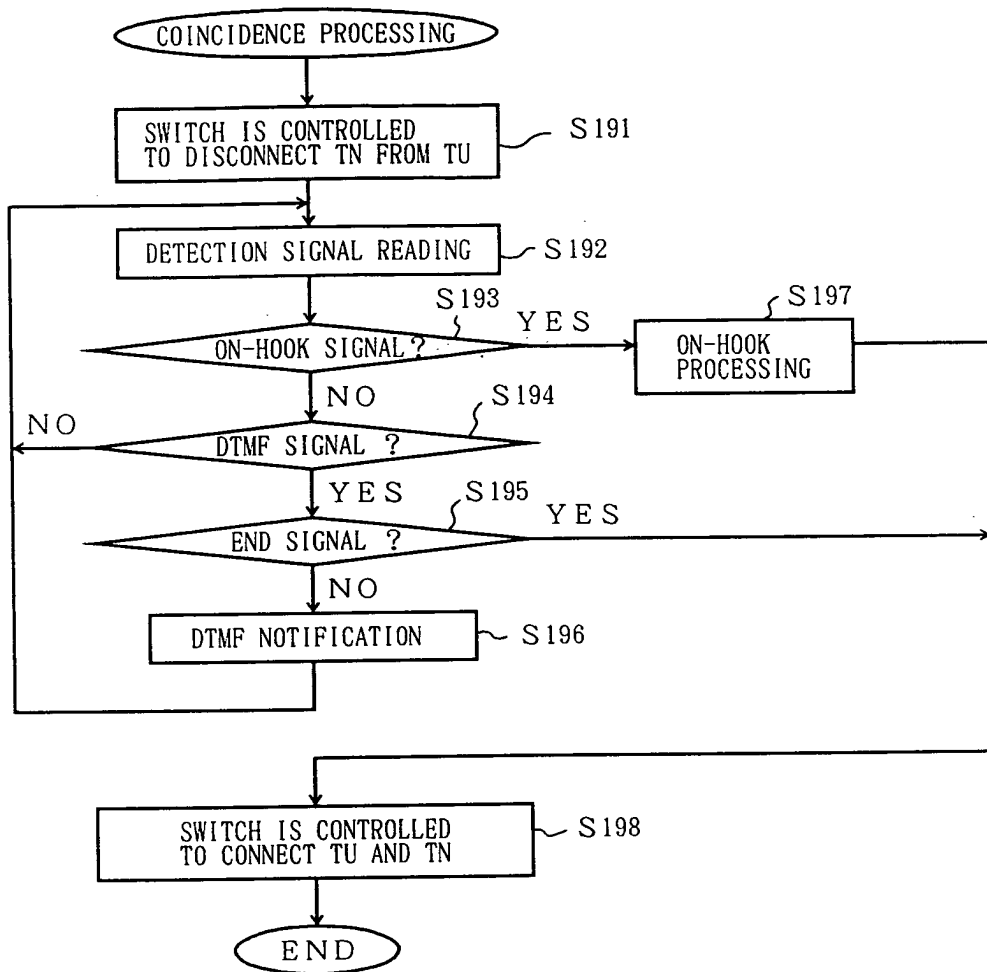 COINCIDENCE PROCESSING
SWITCH IS CONTROLLED
TO DISCONNECT TN FROM TU
S191
DETECTION SIGNAL READING
S192
S193
ON-HOOK SIGNAL?
YES
S197
ON-HOOK
PROCESSING
NO
S194
NO
DTMF SIGNAL ?
YES
S195
END SIGNAL ?
YES
NO
DTMF NOTIFICATION
S196
SWITCH IS CONTROLLED
TO CONNECT TU AND TN
S198
END